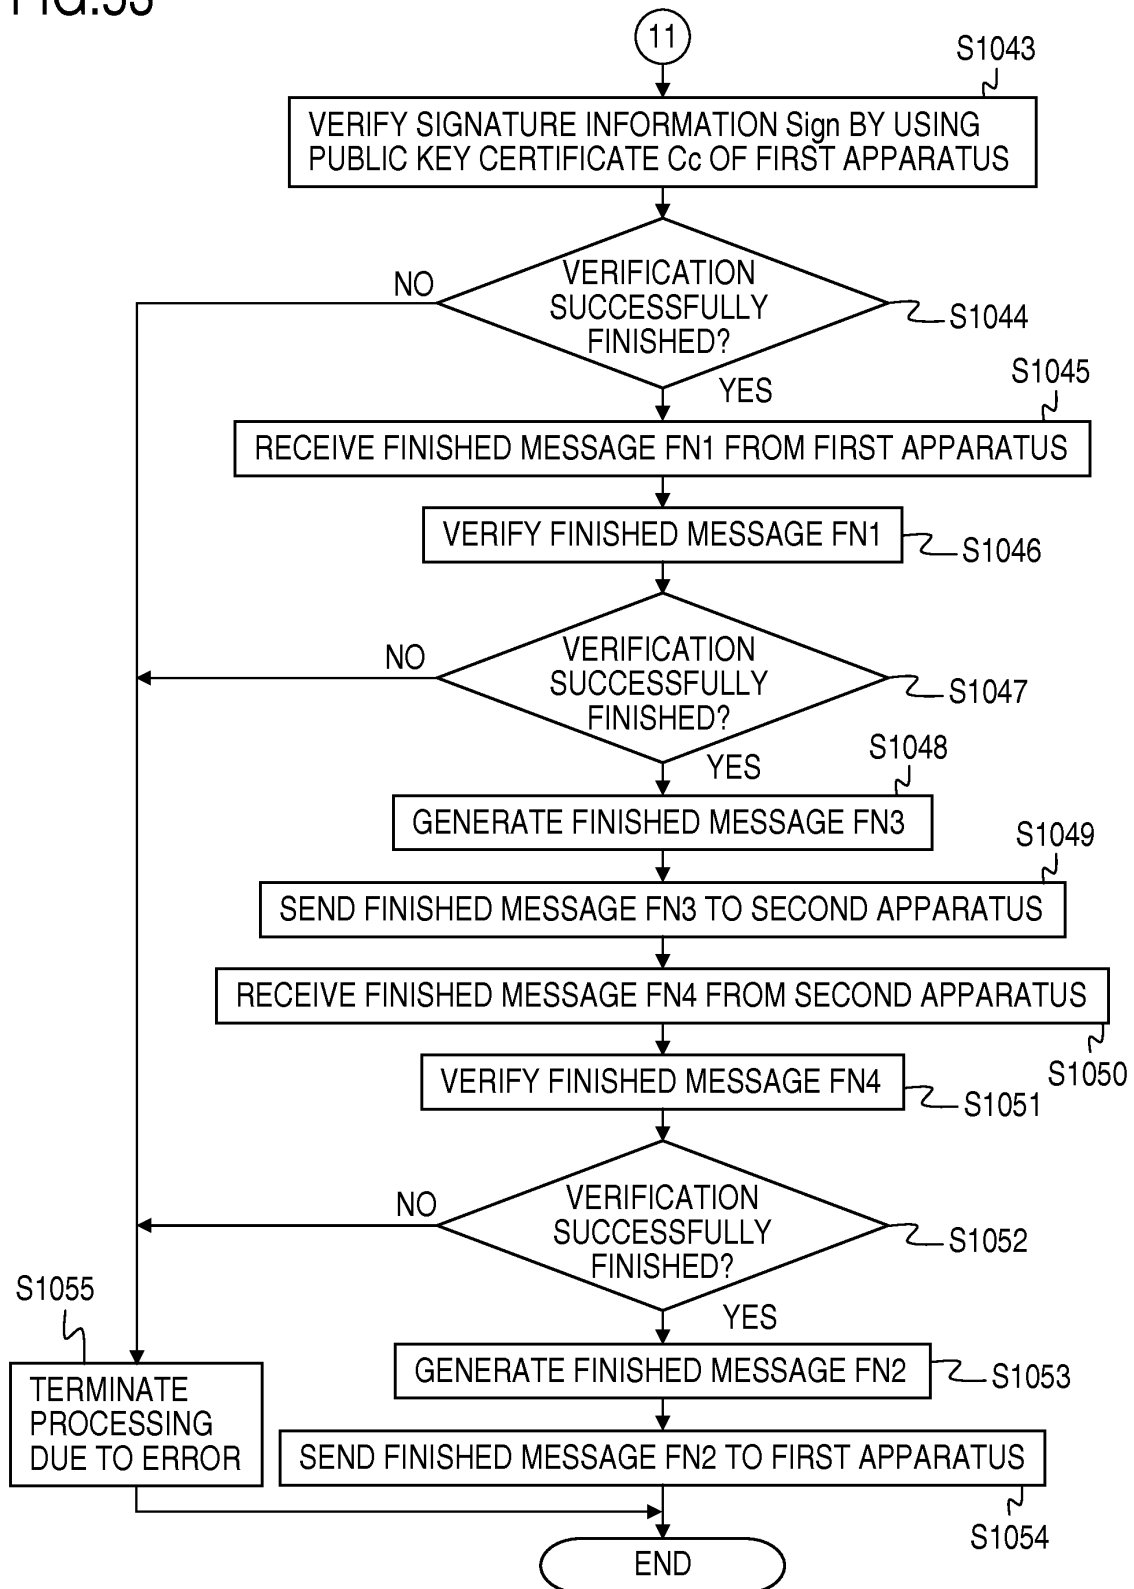 FIG.53
11
S1043
VERIFY SIGNATURE INFORMATION Sign BY USING
PUBLIC KEY CERTIFICATE Cc OF FIRST APPARATUS
NO
VERIFICATION
SUCCESSFULLY
FINISHED?
S1044
YES
S1045
RECEIVE FINISHED MESSAGE FN1 FROM FIRST APPARATUS
VERIFY FINISHED MESSAGE FN1
S1046
NO
VERIFICATION
SUCCESSFULLY
FINISHED?
S1047
YES
S1048
GENERATE FINISHED MESSAGE FN3
S1049
SEND FINISHED MESSAGE FN3 TO SECOND APPARATUS
RECEIVE FINISHED MESSAGE FN4 FROM SECOND APPARATUS
S1050
VERIFY FINISHED MESSAGE FN4
S1051
NO
VERIFICATION
SUCCESSFULLY
FINISHED?
S1052
YES
S1055
TERMINATE
PROCESSING
DUE TO ERROR
GENERATE FINISHED MESSAGE FN2
S1053
SEND FINISHED MESSAGE FN2 TO FIRST APPARATUS
S1054
END